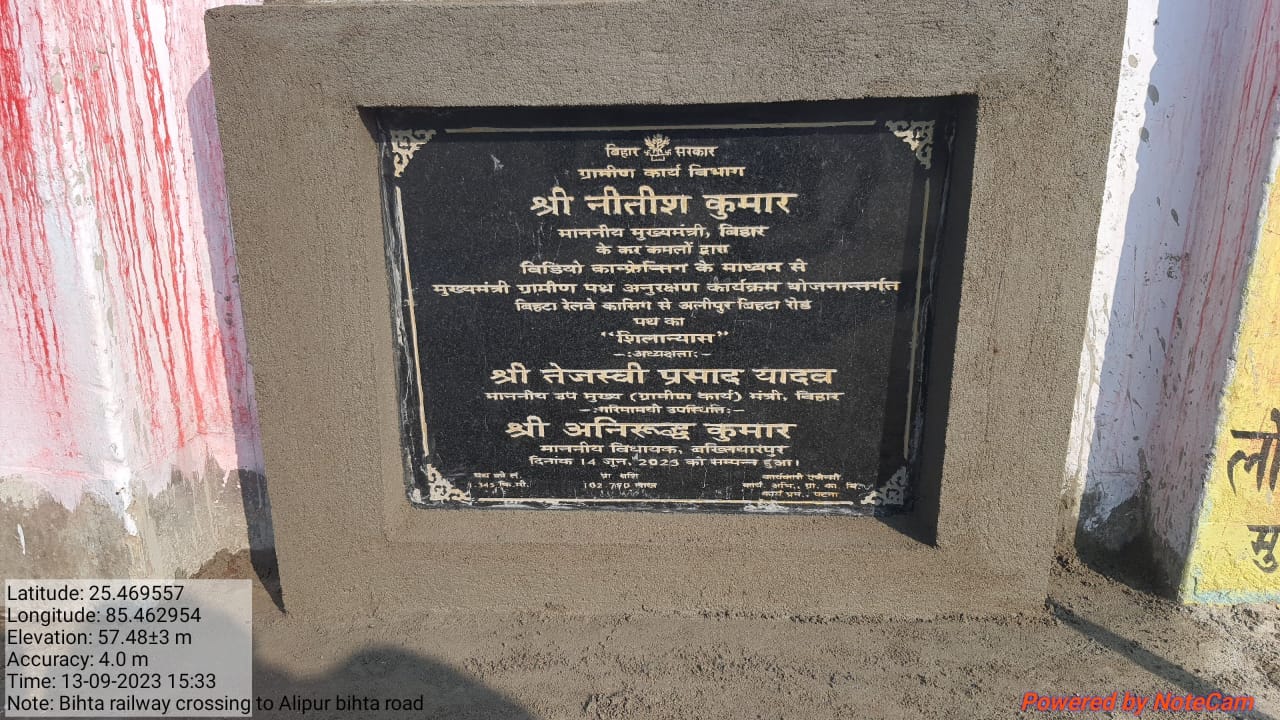 बिहार सरकार
ग्रामीण कार्य विभाग
श्री नीतीश कुमार
माननीय मुख्यमंत्री, बिहार
के कर कमलों द्वारा
विडियो कान्फ्रेन्सिग के माध्यम से
मुख्यमंत्री ग्रामीण पथ अनुरक्षण कार्यक्रम योजनान्तर्गत
बिहटा रेलवे कासिग से अलीपुर बिहटा रोड
पथ का
"शिलान्यास"
-:अध्यक्षता:-
श्री तेजस्वी प्रसाद यादव
माननीय उप मुख्य (ग्रामीण कार्य) मंत्री, बिहार
-:गरिमामयी उपस्थिति:-
श्री अनिरूद्ध कुमार
माननीय विधायक, बख्तियारपुर
दिनांक 14 जून, 2023 को सम्पन्न हुआ।
प्रा राशि कार्यकारी एजेन्सी
कि.मी. लाख कार्य. अभि., ग्रा. का. वि.
कार्य प्रम., पटना
लो
मु
Latitude: 25.469557
Longitude: 85.462954
Elevation: 57.48±3 m
Accuracy: 4.0 m
Time: 13-09-2023 15:33
Note: Bihta railway crossing to Alipur bihta road
Powered by NoteCam